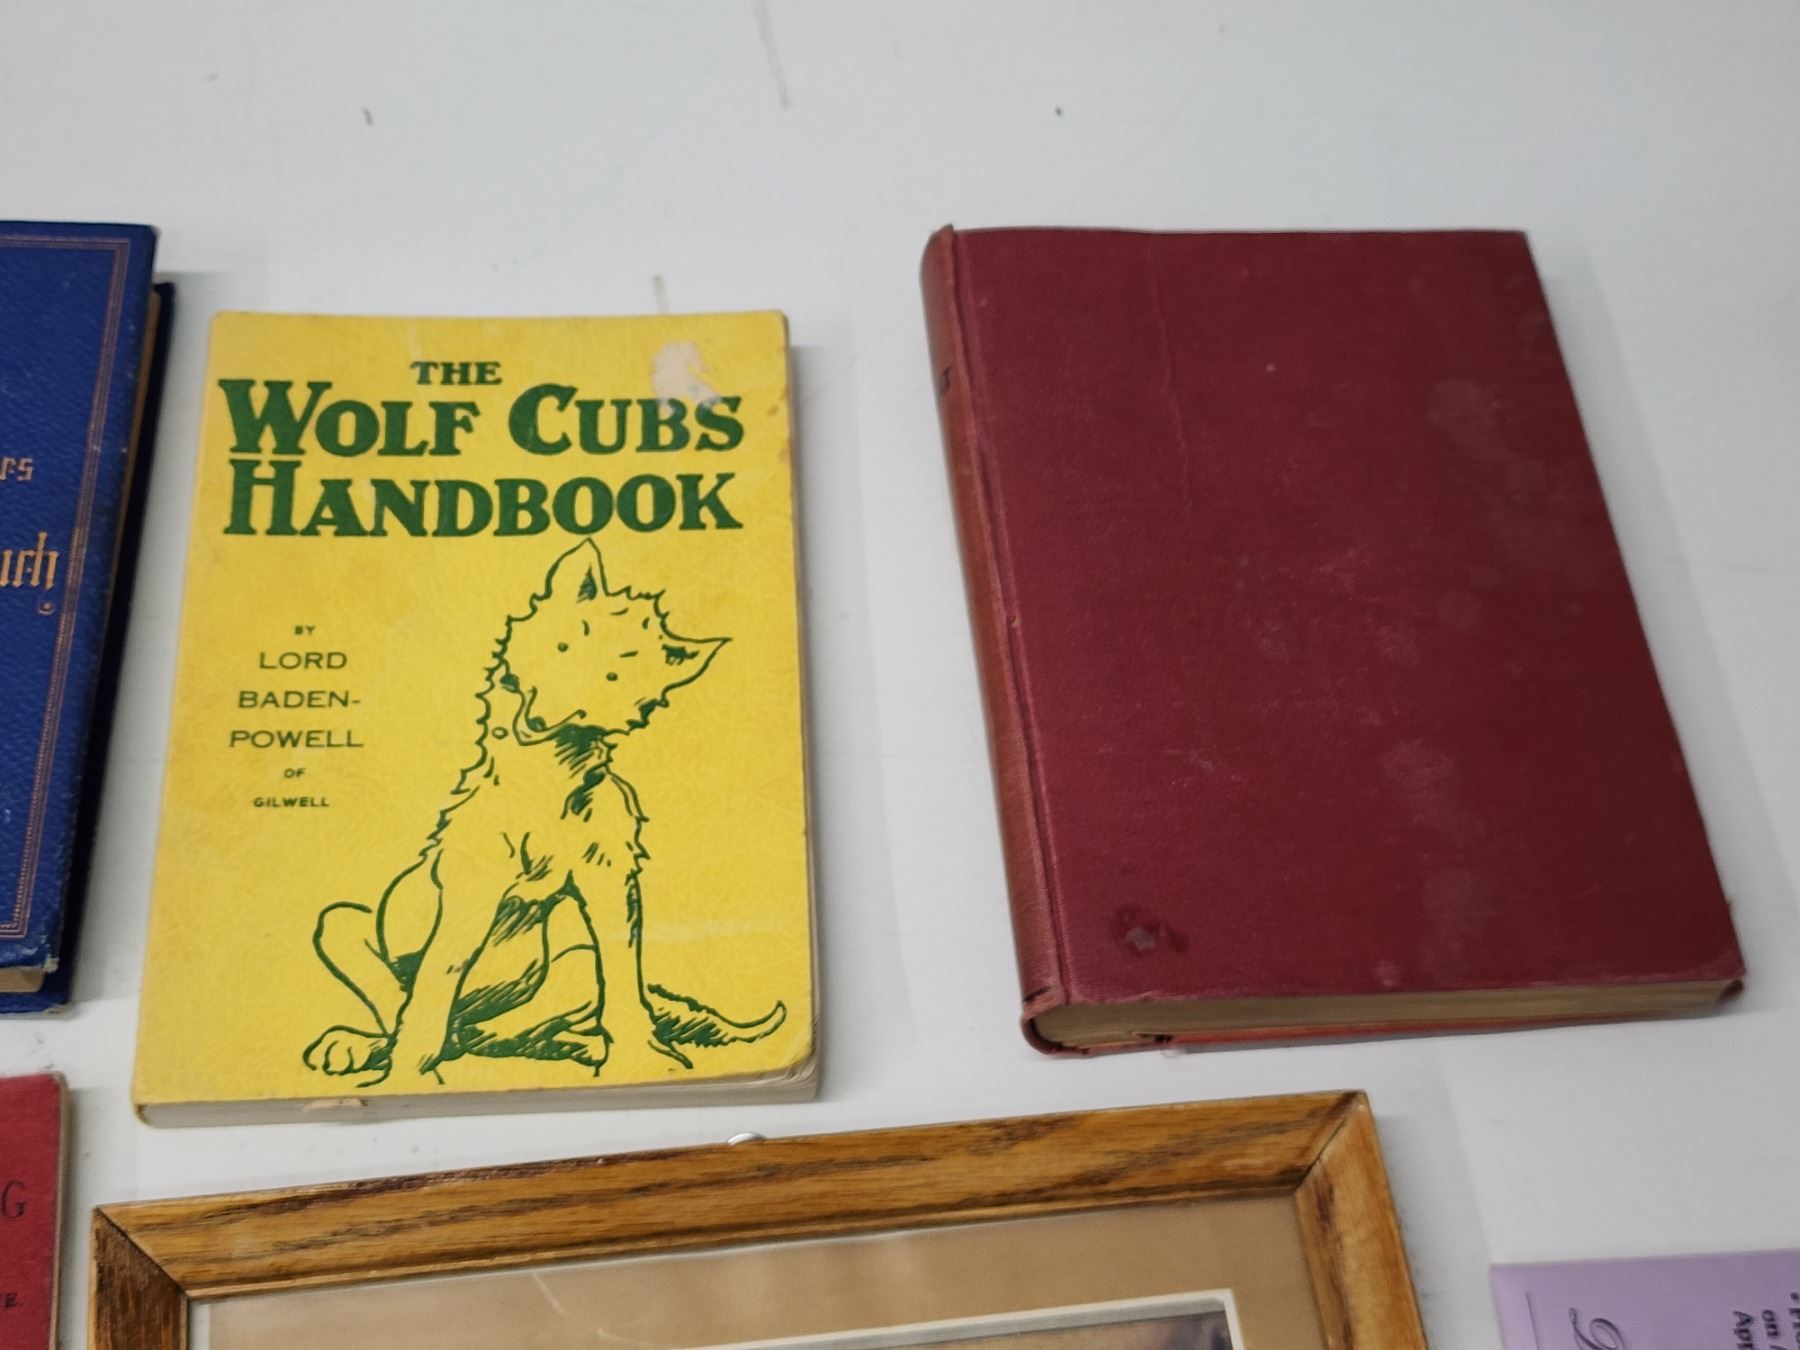 THE
WOLF CUBS
HANDBOOK
BY
LORD
BADEN-
POWELL
OF
GILWELL